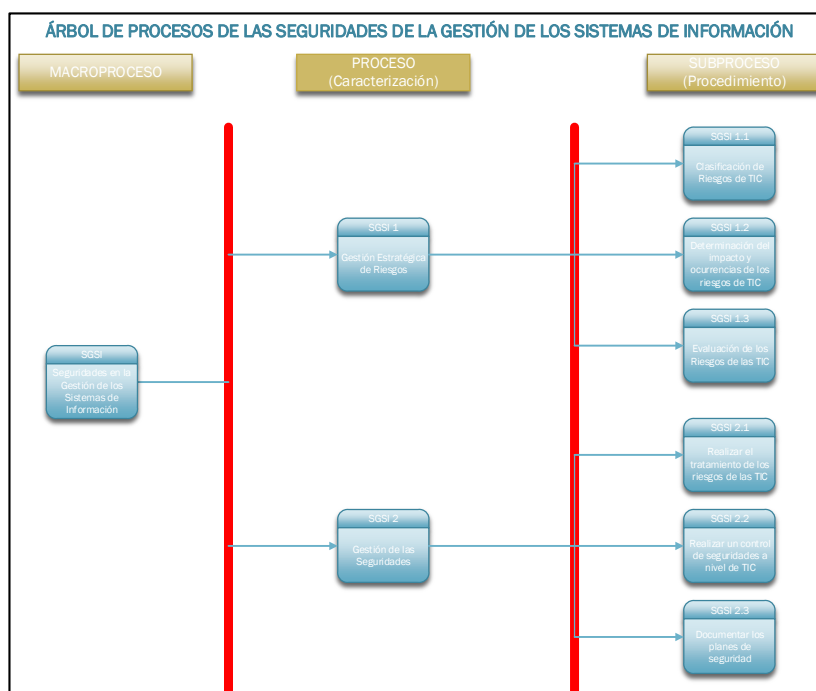 ÁRBOL DE PROCESOS DE LAS SEGURIDADES DE LA GESTIÓN DE LOS SISTEMAS DE INFORMACIÓN
MACROPROCESO
PROCESO
(Caracterización)
SUBPROCESO
(Procedimiento)
SGSI 1.1
Clasificación de
Riesgos de TIC
SGSI 1
Gestión Estratégica
de Riesgos
SGSI 1.2
Determinación del
impacto y
ocurrencias de los
riesgos de TIC
SGSI 1.3
Evaluación de los
Riesgos de las TIC
SGSI
Seguridades en la
Gestión de los
Sistemas de
Información
SGSI 2.1
Realizar el
tratamiento de los
riesgos de las TIC
SGSI 2
Gestión de las
Seguridades
SGSI 2.2
Realizar un control
de seguridades a
nivel de TIC
SGSI 2.3
Documentar los
planes de
seguridad